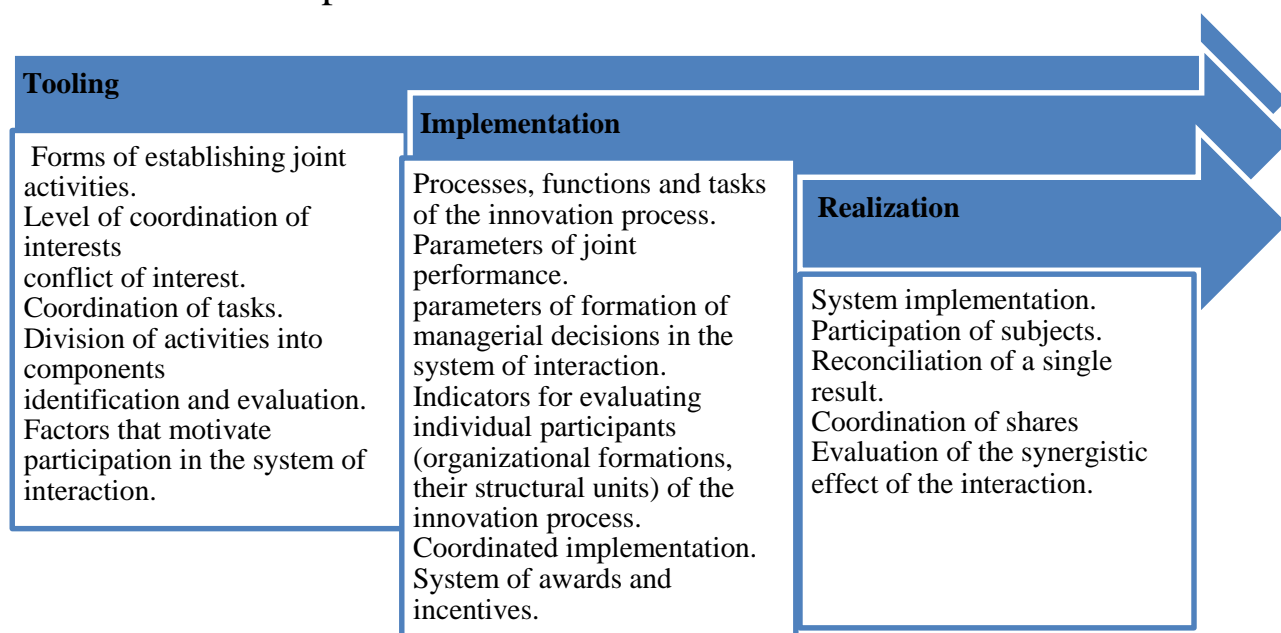 Tooling
Forms of establishing joint
activities.
Level of coordination of
interests
conflict of interest.
Coordination of tasks.
Division of activities into
components
identification and evaluation.
Factors that motivate
participation in the system of
interaction.
Implementation
Processes, functions and tasks
of the innovation process.
Parameters of joint
performance.
parameters of formation of
managerial decisions in the
system of interaction.
Indicators for evaluating
individual participants
(organizational formations,
their structural units) of the
innovation process.
Coordinated implementation.
System of awards and
incentives.
Realization
System implementation.
Participation of subjects.
Reconciliation of a single
result.
Coordination of shares
Evaluation of the synergistic
effect of the interaction.